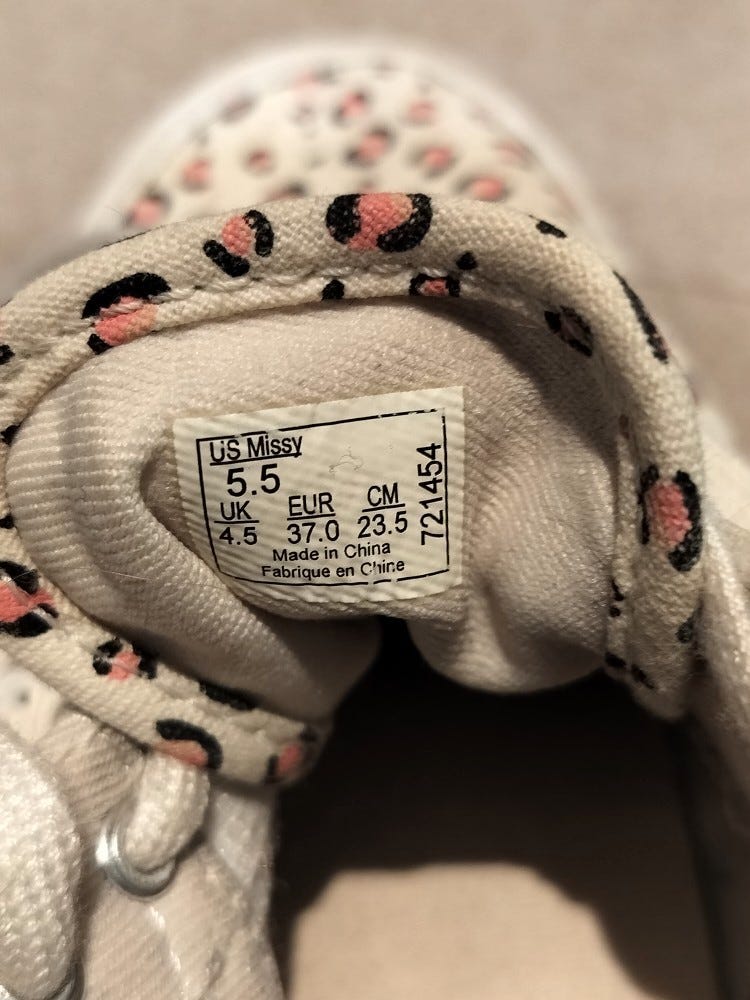 US Missy
5.5
UK EUR CM
4.5 37.0 23.5
Made in China
Fabrique en Chine
721454